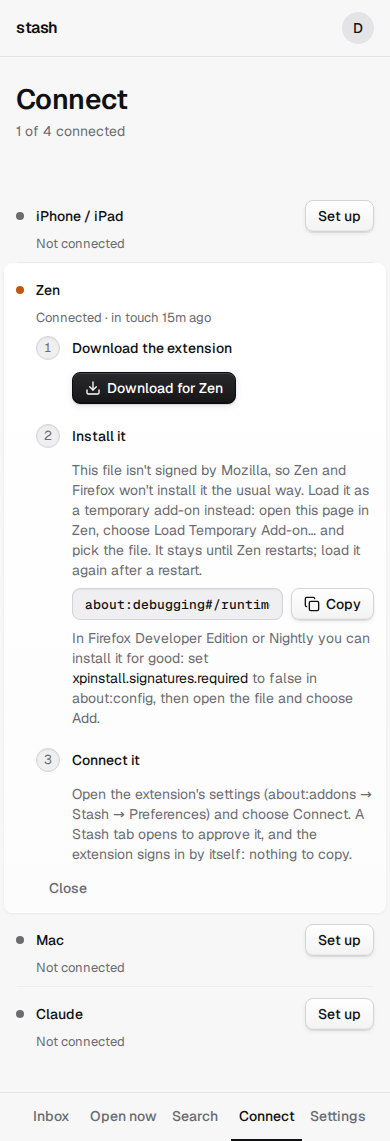 stash
D
Connect
1 of 4 connected
iPhone / iPad
Set up
Not connected
Zen
Connected · in touch 15m ago
1
Download the extension
Download for Zen
2
Install it
This file isn't signed by Mozilla, so Zen and
Firefox won't install it the usual way. Load it as
a temporary add-on instead: open this page in
Zen, choose Load Temporary Add-on… and
pick the file. It stays until Zen restarts; load it
again after a restart.
about:debugging#/runtim
Copy
In Firefox Developer Edition or Nightly you can
install it for good: set
xpinstall.signatures.required to false in
about:config, then open the file and choose
Add.
3
Connect it
Open the extension's settings (about:addons →
Stash → Preferences) and choose Connect. A
Stash tab opens to approve it, and the
extension signs in by itself: nothing to copy.
Close
Mac
Set up
Not connected
Claude
Set up
Not connected
Inbox
Open now
Search
Connect
Settings